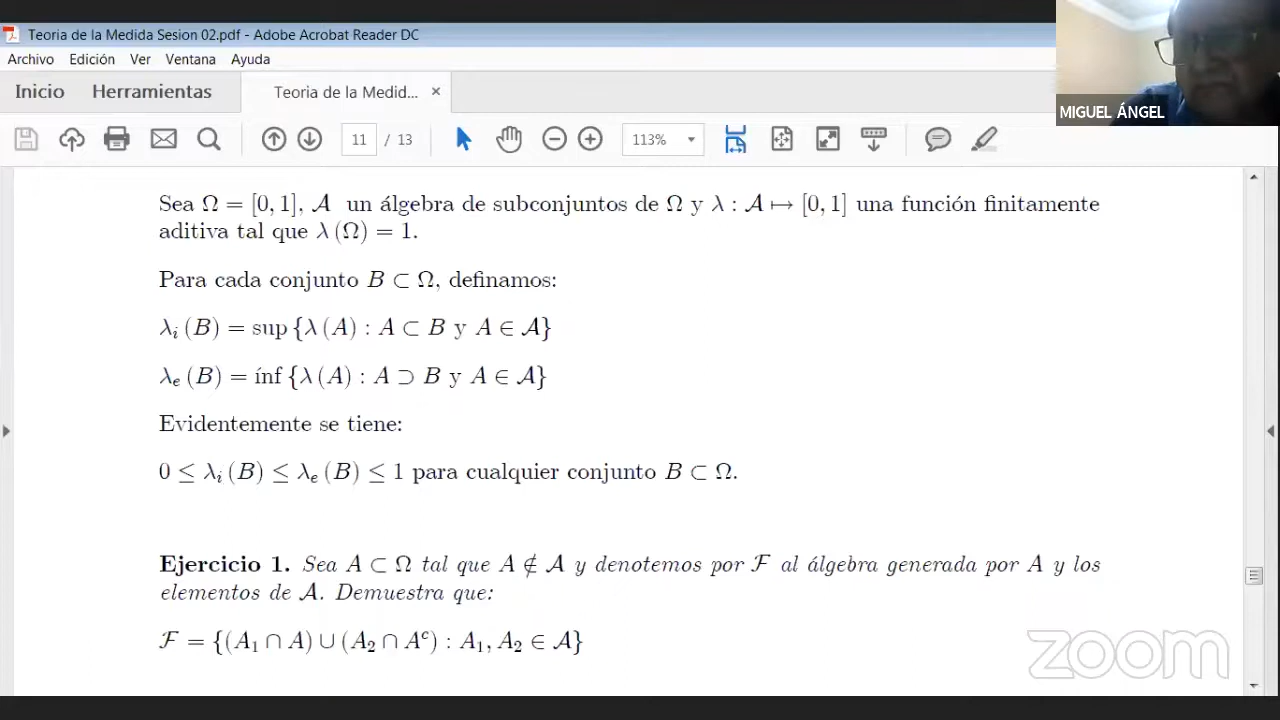 Teoria de la Medida Sesion 02.pdf - Adobe Acrobat Reader DC
Archivo Edición Ver Ventana Ayuda
Inicio Herramientas Teoria de la Medid... ×
MIGUEL ÁNGEL
11 / 13 113%
Sea Ω = [0, 1], 𝒜 un álgebra de subconjuntos de Ω y λ : 𝒜 ↦ [0, 1] una función finitamente
aditiva tal que λ (Ω) = 1.
Para cada conjunto B ⊂ Ω, definamos:
λᵢ (B) = sup {λ (A) : A ⊂ B y A ∈ 𝒜}
λₑ (B) = ínf {λ (A) : A ⊃ B y A ∈ 𝒜}
Evidentemente se tiene:
0 ≤ λᵢ (B) ≤ λₑ (B) ≤ 1 para cualquier conjunto B ⊂ Ω.
Ejercicio 1. Sea A ⊂ Ω tal que A ∉ 𝒜 y denotemos por ℱ al álgebra generada por A y los
elementos de 𝒜. Demuestra que:
ℱ = {(A₁ ∩ A) ∪ (A₂ ∩ Aᶜ) : A₁, A₂ ∈ 𝒜}
zoom